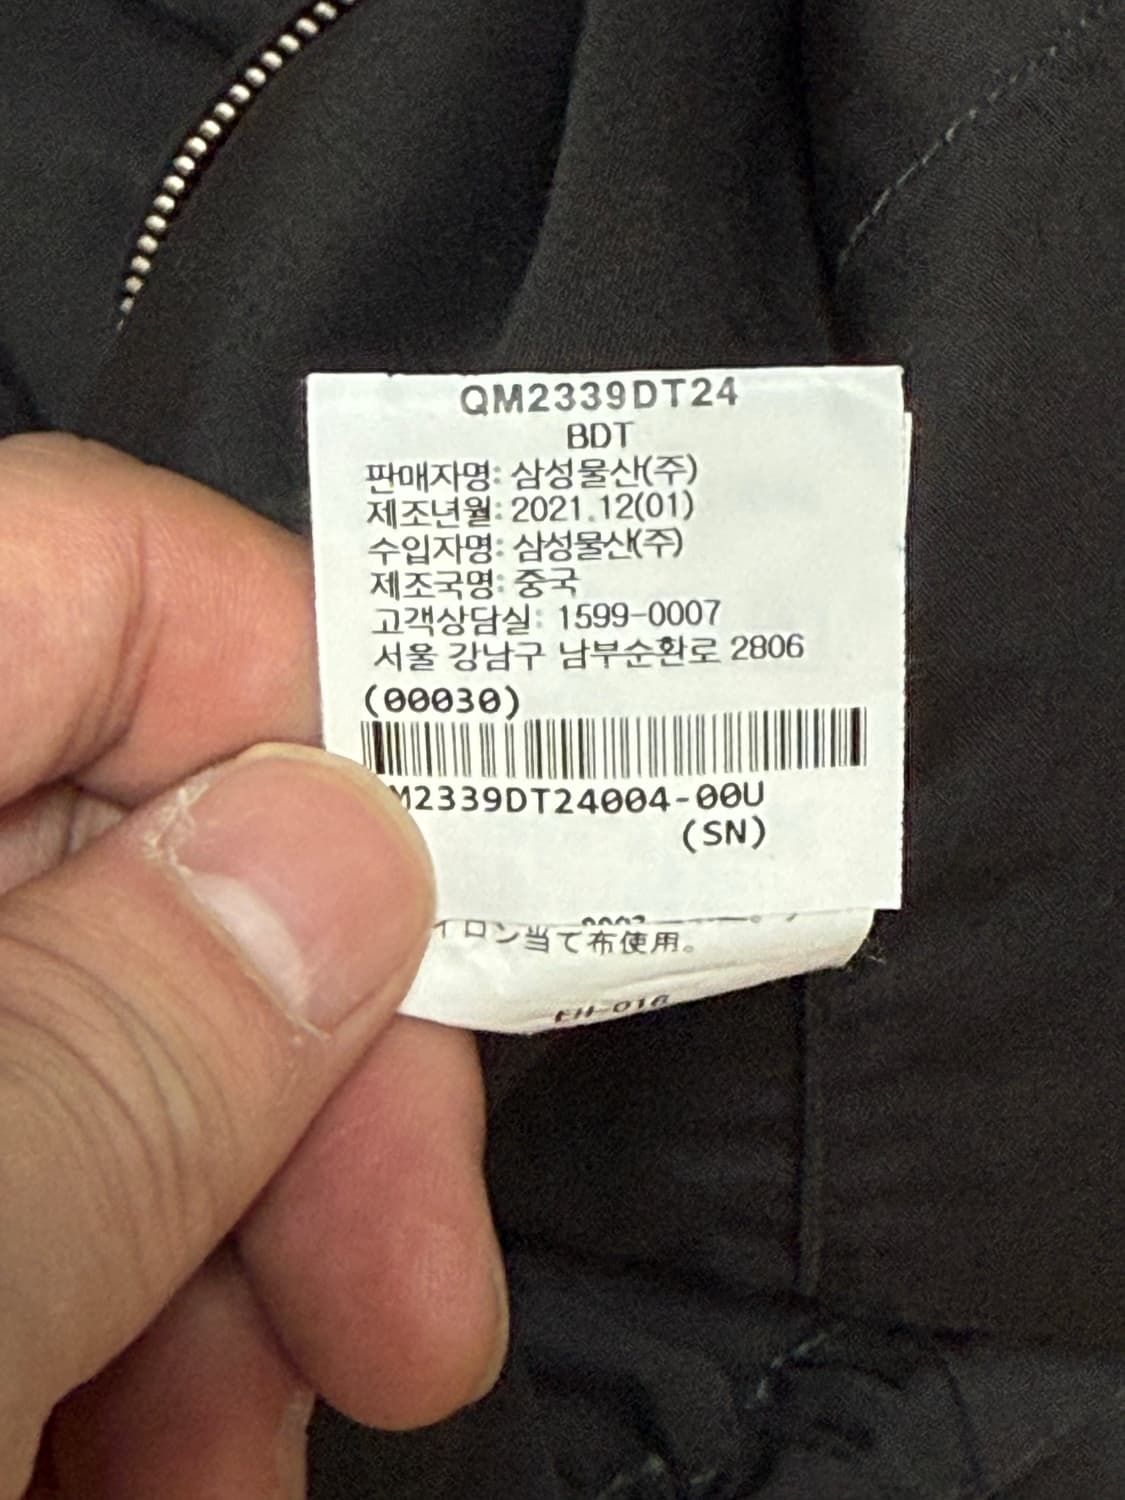 QM2339DT24
BDT
판매자명: 삼성물산(주)
제조년월: 2021.12(01)
수입자명: 삼성물산(주)
제조국명: 중국
고객상담실: 1599-0007
서울 강남구 남부순환로 2806
(00030)
M2339DT24004-00U
(SN)
イロン当て布使用。